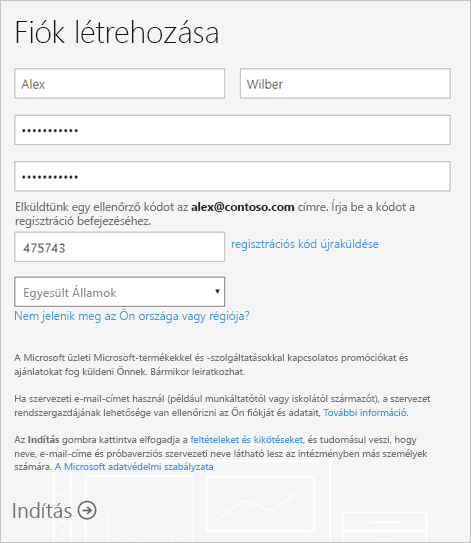 Fiók létrehozása
Alex Wilber
•••••••••••
•••••••••••
Elküldtünk egy ellenőrző kódot az alex@contoso.com címre. Írja be a kódot a
regisztráció befejezéséhez.
475743 regisztrációs kód újraküldése
Egyesült Államok
Nem jelenik meg az Ön országa vagy régiója?
A Microsoft üzleti Microsoft-termékekkel és -szolgáltatásokkal kapcsolatos promóciókat és
ajánlatokat fog küldeni Önnek. Bármikor leiratkozhat.
Ha szervezeti e-mail-címet használ (például munkáltatótól vagy iskolától származót), a szervezet
rendszergazdájának lehetősége van ellenőrizni az Ön fiókját és adatait, További információ.
Az Indítás gombra kattintva elfogadja a feltételeket és kikötéseket, és tudomásul veszi, hogy
neve, e-mail-címe és próbaverziós szervezeti neve látható lesz az intézményben más személyek
számára. A Microsoft adatvédelmi szabályzata
Indítás